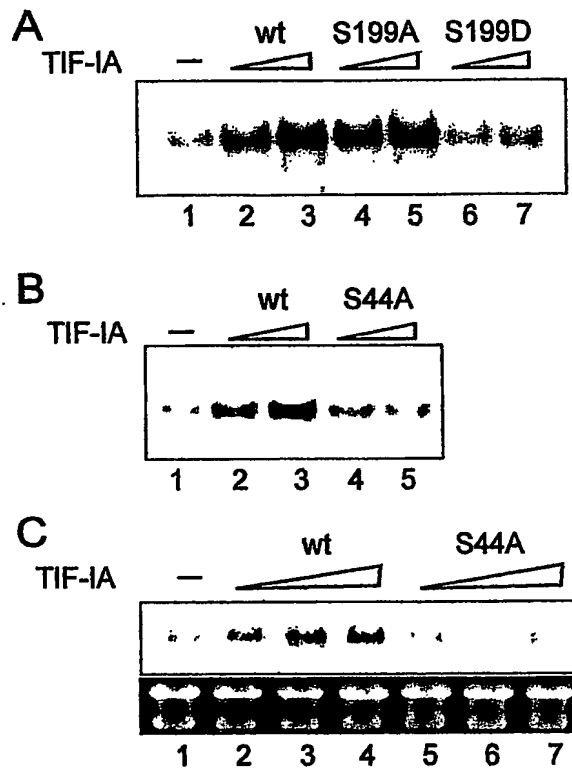 A
wt S199A S199D
TIF-IA –
1 2 3 4 5 6 7
B
wt S44A
TIF-IA –
1 2 3 4 5
C
wt S44A
TIF-IA –
1 2 3 4 5 6 7